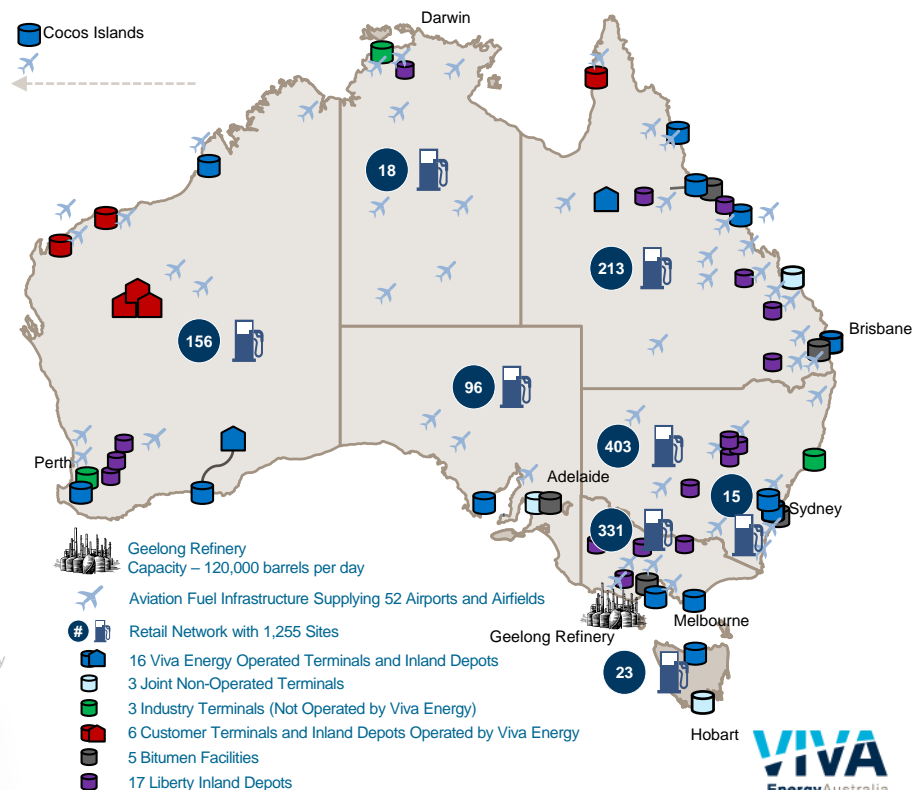 Cocos Islands
Darwin
18
213
Brisbane
156
96
403
Perth
Adelaide
15
Sydney
331
Geelong Refinery
Capacity – 120,000 barrels per day
Aviation Fuel Infrastructure Supplying 52 Airports and Airfields
Melbourne
# Retail Network with 1,255 Sites
Geelong Refinery
16 Viva Energy Operated Terminals and Inland Depots
23
3 Joint Non-Operated Terminals
3 Industry Terminals (Not Operated by Viva Energy)
6 Customer Terminals and Inland Depots Operated by Viva Energy
Hobart
5 Bitumen Facilities
17 Liberty Inland Depots
VIVA
Energy Australia